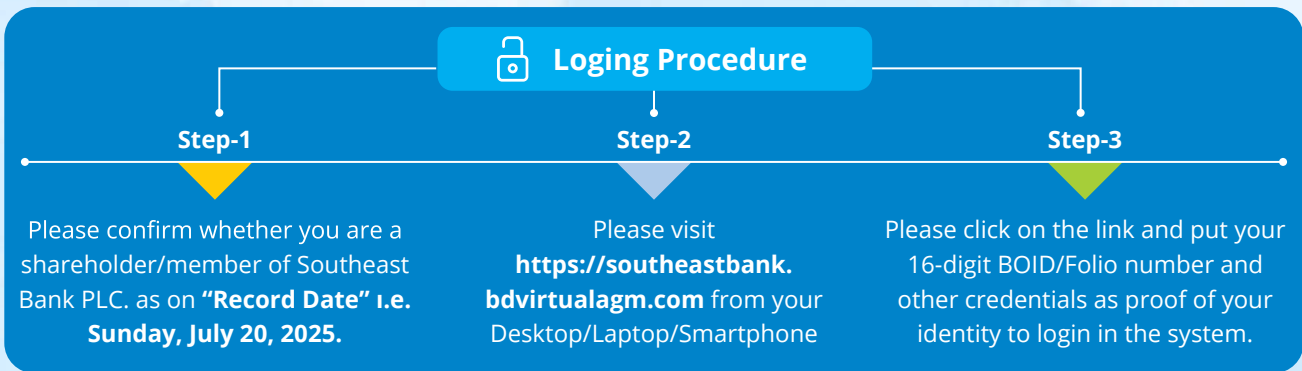 Loging Procedure
Step-1
Please confirm whether you are a
shareholder/member of Southeast
Bank PLC. as on “Record Date” ı.e.
Sunday, July 20, 2025.
Step-2
Please visit
https://southeastbank.
bdvirtualagm.com from your
Desktop/Laptop/Smartphone
Step-3
Please click on the link and put your
16-digit BOID/Folio number and
other credentials as proof of your
identity to login in the system.